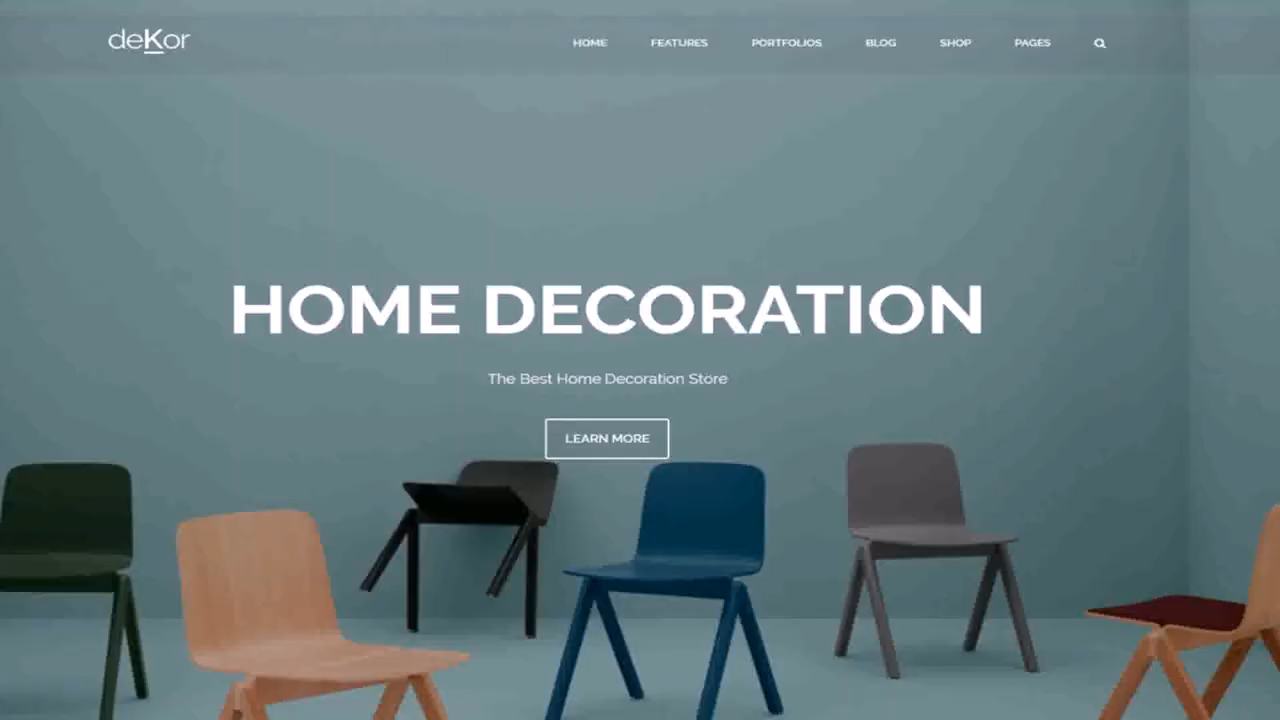 deKor
HOME FEATURES PORTFOLIOS BLOG SHOP PAGES
HOME DECORATION
The Best Home Decoration Store
LEARN MORE